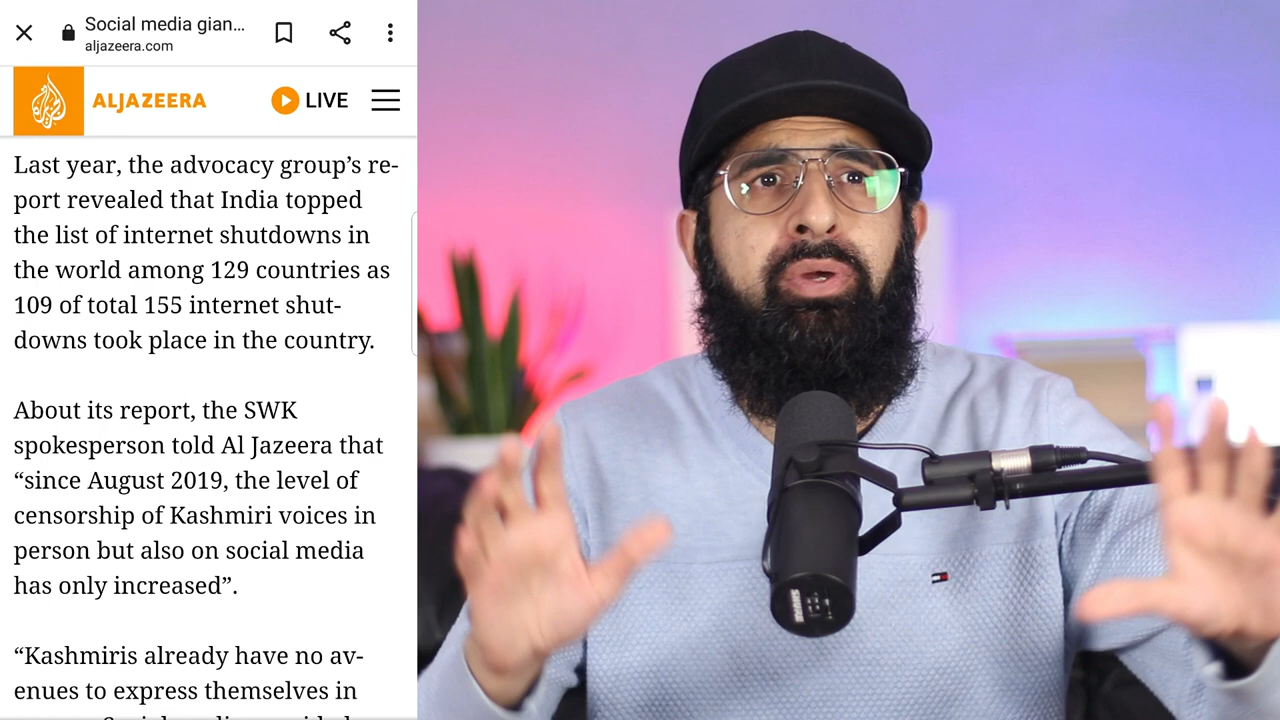 Social media gian...
aljazeera.com
ALJAZEERA
LIVE
Last year, the advocacy group’s re-
port revealed that India topped
the list of internet shutdowns in
the world among 129 countries as
109 of total 155 internet shut-
downs took place in the country.
About its report, the SWK
spokesperson told Al Jazeera that
“since August 2019, the level of
censorship of Kashmiri voices in
person but also on social media
has only increased”.
“Kashmiris already have no av-
enues to express themselves in
SHURE